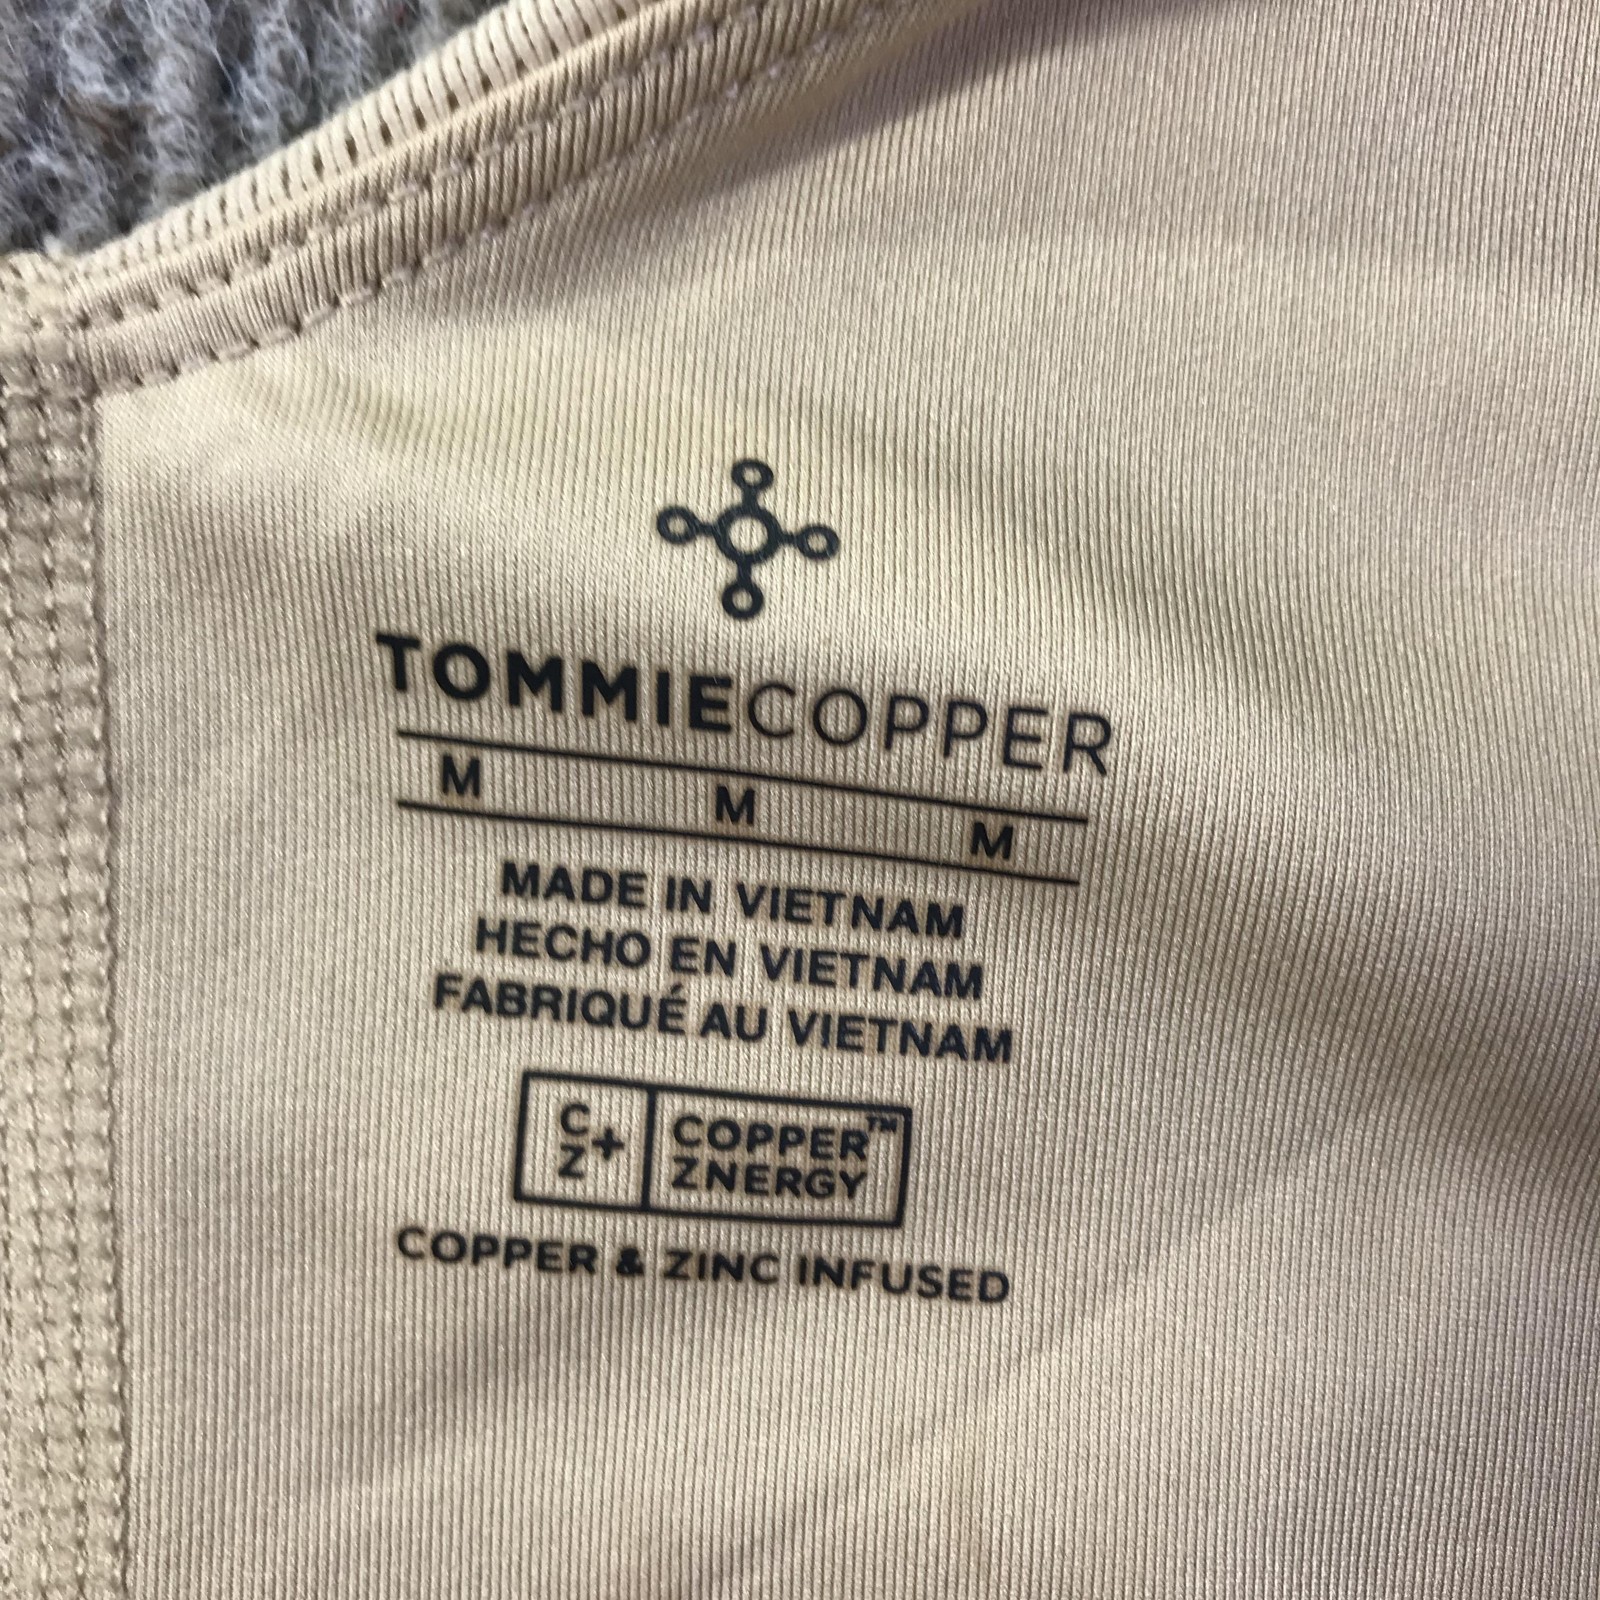 TOMMIECOPPER
M M M
MADE IN VIETNAM
HECHO EN VIETNAM
FABRIQUÉ AU VIETNAM
C
Z+
COPPER™
ZNERGY
COPPER & ZINC INFUSED